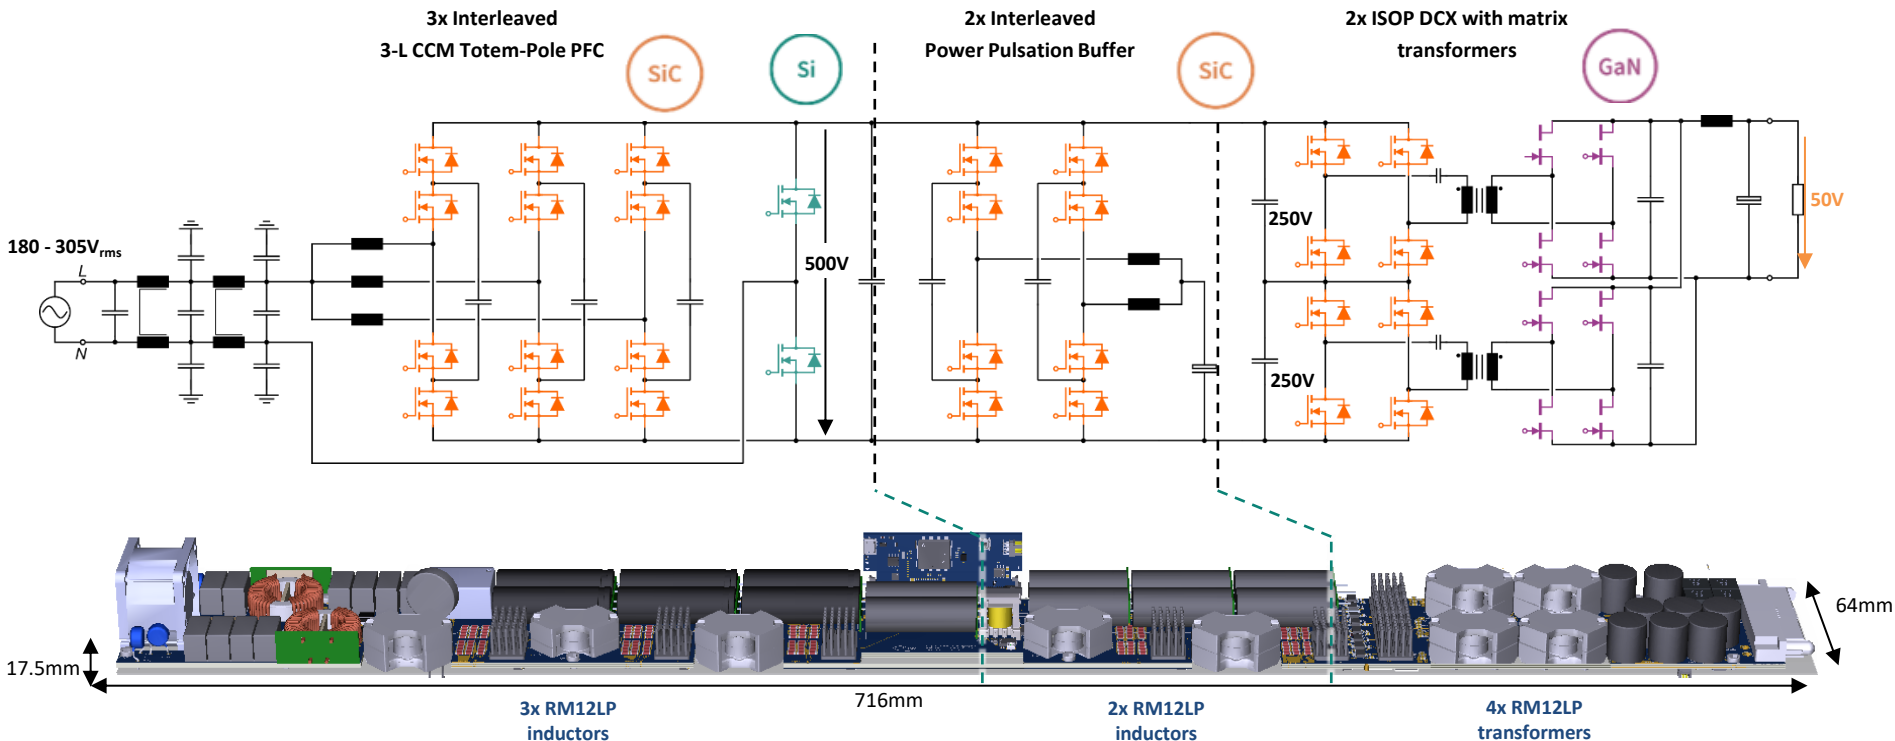 3x Interleaved
3-L CCM Totem-Pole PFC
SiC
Si
2x Interleaved
Power Pulsation Buffer
SiC
2x ISOP DCX with matrix
transformers
GaN
180 - 305Vrms
L
N
500V
250V
250V
50V
17.5mm
716mm
64mm
3x RM12LP
inductors
2x RM12LP
inductors
4x RM12LP
transformers